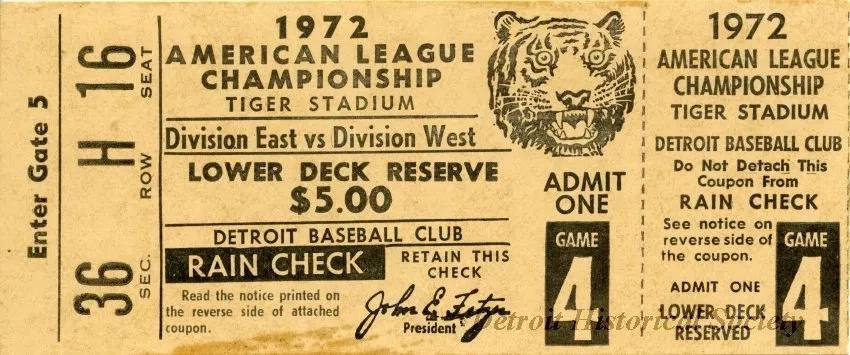 Enter Gate 5
36 H 16
SEC. ROW SEAT
1972
AMERICAN LEAGUE
CHAMPIONSHIP
TIGER STADIUM
Division East vs Division West
LOWER DECK RESERVE
$5.00
DETROIT BASEBALL CLUB
RAIN CHECK
RETAIN THIS
CHECK
Read the notice printed on
the reverse side of attached
coupon.
John E. Fetzer
President
ADMIT
ONE
GAME
4
1972
AMERICAN LEAGUE
CHAMPIONSHIP
TIGER STADIUM
DETROIT BASEBALL CLUB
Do Not Detach This
Coupon From
RAIN CHECK
See notice on
reverse side of
the coupon.
ADMIT ONE
LOWER DECK
RESERVED
GAME
4
Detroit Historical Society